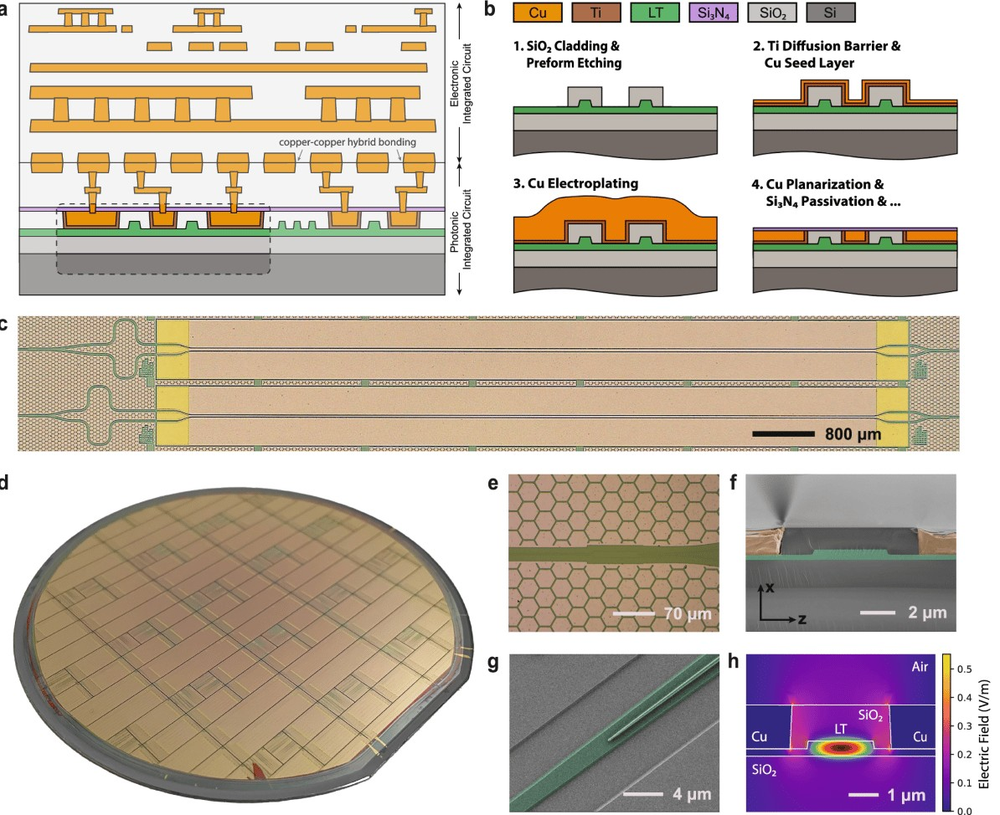 a
copper-copper hybrid bonding
Electronic
Integrated Circuit
Photonic
Integrated Circuit
b
Cu
Ti
LT
Si₃N₄
SiO₂
Si
1. SiO₂ Cladding &
Preform Etching
2. Ti Diffusion Barrier &
Cu Seed Layer
3. Cu Electroplating
4. Cu Planarization &
Si₃N₄ Passivation & ...
c
800 µm
d
e
70 µm
f
x
z
2 µm
g
4 µm
h
Air
SiO₂
LT
Cu
Cu
SiO₂
1 µm
0.5
0.4
0.3
0.2
0.1
0.0
Electric Field (V/m)